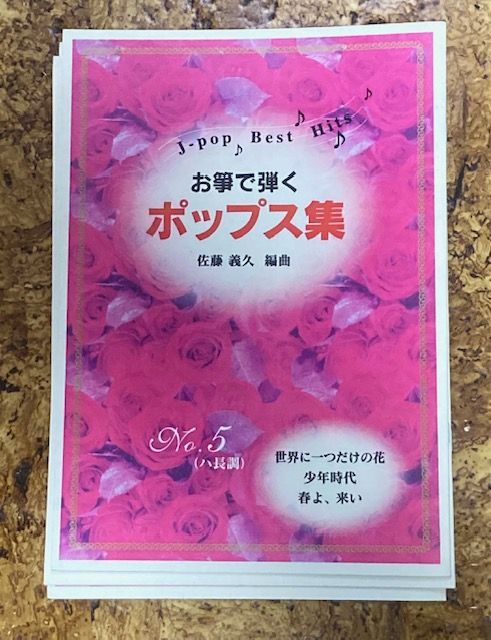 J-pop Best Hits
お箏で弾く
ポップス集
佐藤 義久 編曲
No. 5
(ハ長調)
世界に一つだけの花
少年時代
春よ、来い